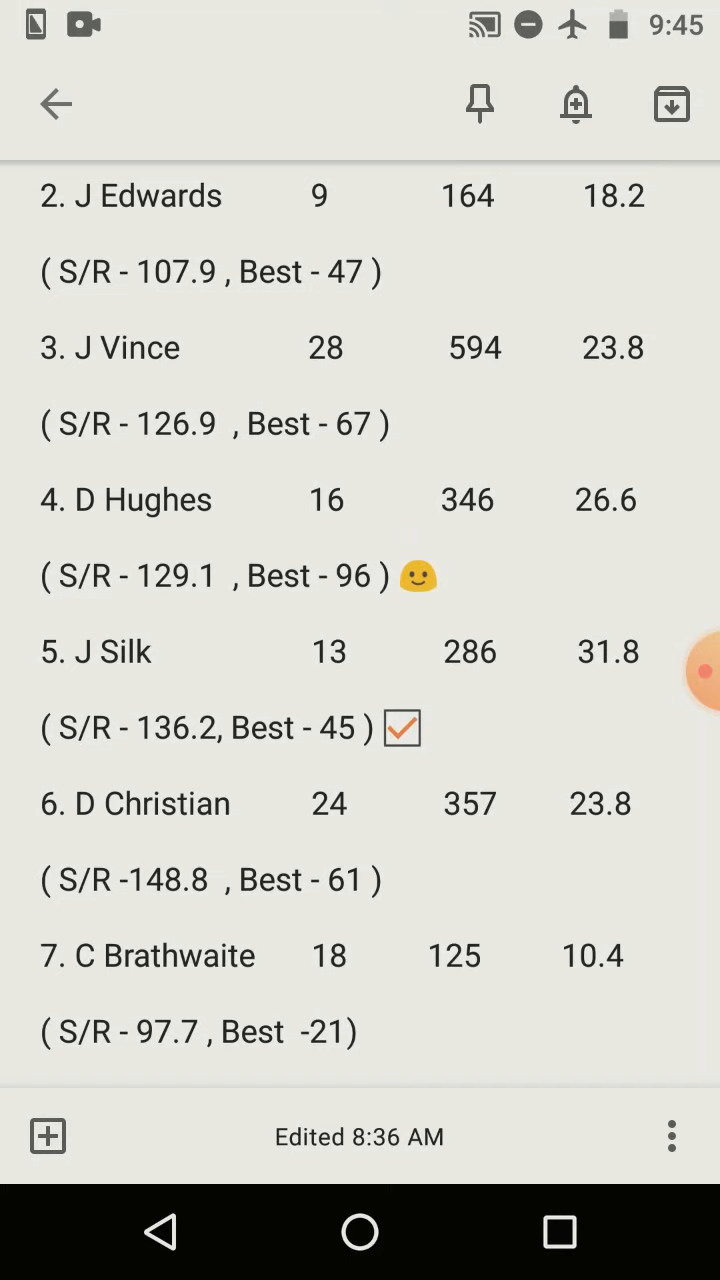 9:45
2. J Edwards 9 164 18.2
( S/R - 107.9 , Best - 47 )
3. J Vince 28 594 23.8
( S/R - 126.9 , Best - 67 )
4. D Hughes 16 346 26.6
( S/R - 129.1 , Best - 96 ) 🙂
5. J Silk 13 286 31.8
( S/R - 136.2, Best - 45 ) ☑
6. D Christian 24 357 23.8
( S/R -148.8 , Best - 61 )
7. C Brathwaite 18 125 10.4
( S/R - 97.7 , Best -21)
Edited 8:36 AM